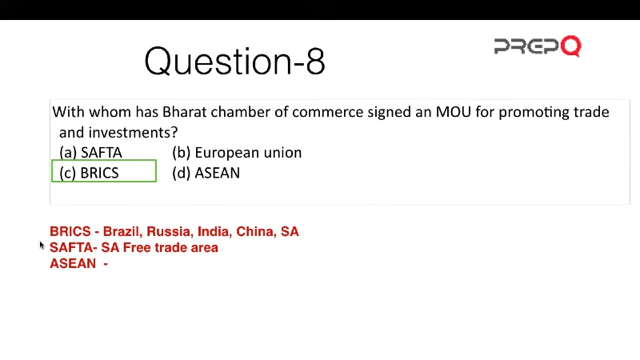 PREPQ
Question-8
With whom has Bharat chamber of commerce signed an MOU for promoting trade
and investments?
(a) SAFTA (b) European union
(c) BRICS (d) ASEAN
BRICS - Brazil, Russia, India, China, SA
SAFTA- SA Free trade area
ASEAN -